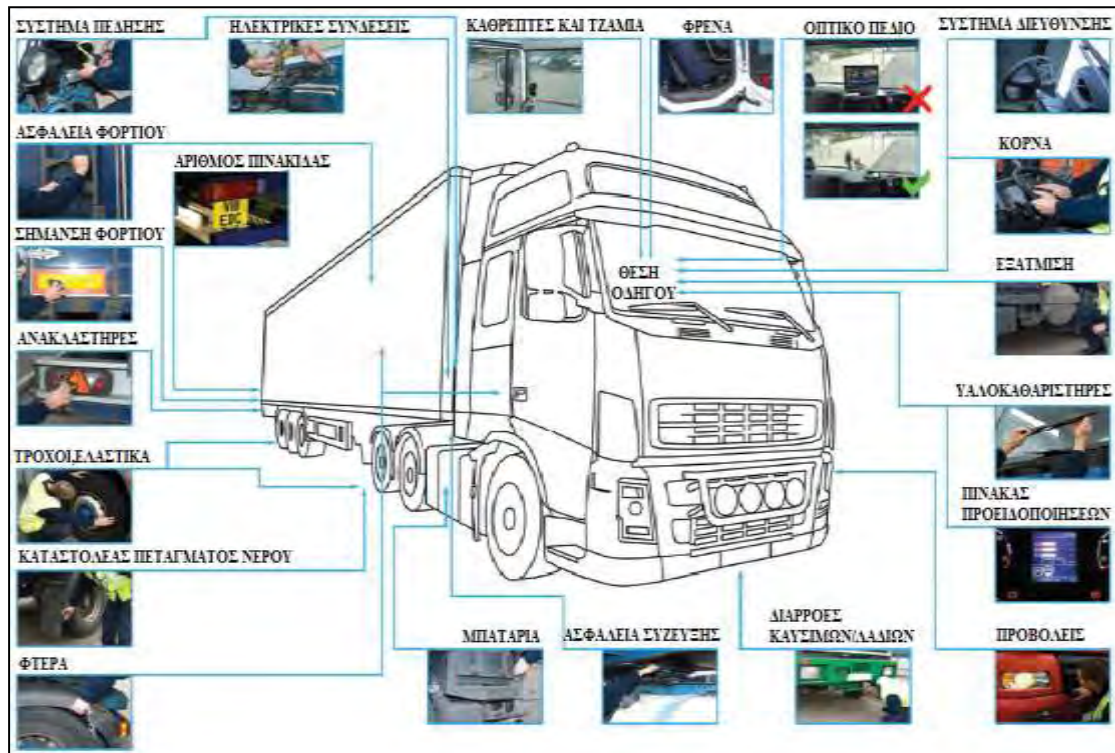 ΣΥΣΤΗΜΑ ΠΕΔΗΣΗΣ
ΗΛΕΚΤΡΙΚΕΣ ΣΥΝΔΕΣΕΙΣ
ΚΑΘΡΕΠΤΕΣ ΚΑΙ ΤΖΑΜΙΑ
ΦΡΕΝΑ
ΟΠΤΙΚΟ ΠΕΔΙΟ
ΣΥΣΤΗΜΑ ΔΙΕΥΘΥΝΣΗΣ
ΑΣΦΑΛΕΙΑ ΦΟΡΤΙΟΥ
ΑΡΙΘΜΟΣ ΠΙΝΑΚΙΔΑΣ
V10
EDC
ΚΟΡΝΑ
ΣΗΜΑΝΣΗ ΦΟΡΤΙΟΥ
ΘΕΣΗ
ΟΔΗΓΟΥ
ΕΞΑΤΜΙΣΗ
ΑΝΑΚΛΑΣΤΗΡΕΣ
ΥΑΛΟΚΑΘΑΡΙΣΤΗΡΕΣ
ΤΡΟΧΟΙ,ΕΛΑΣΤΙΚΑ
ΠΙΝΑΚΑΣ
ΠΡΟΕΙΔΟΠΟΙΗΣΕΩΝ
ΚΑΤΑΣΤΟΛΕΑΣ ΠΕΤΑΓΜΑΤΟΣ ΝΕΡΟΥ
ΦΤΕΡΑ
ΜΠΑΤΑΡΙΑ
ΑΣΦΑΛΕΙΑ ΣΥΖΕΥΞΗΣ
ΔΙΑΡΡΟΕΣ
ΚΑΥΣΙΜΩΝ/ΛΑΔΙΩΝ
ΠΡΟΒΟΛΕΙΣ